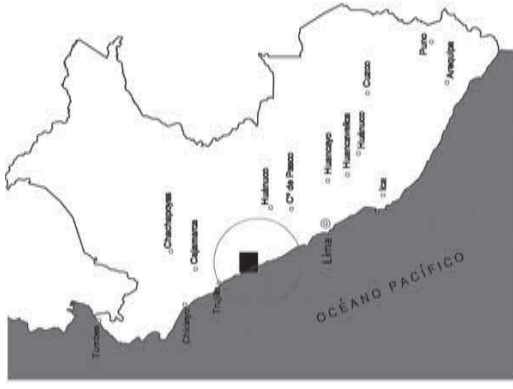 Tumbes
Chiclayo
Trujillo
Chachapoyas
Cajamarca
Huánuco
Cº de Pasco
Lima
Huancayo
Huancavelica
Huánuco
Ica
Cuzco
Puno
Arequipa
OCÉANO PACÍFICO